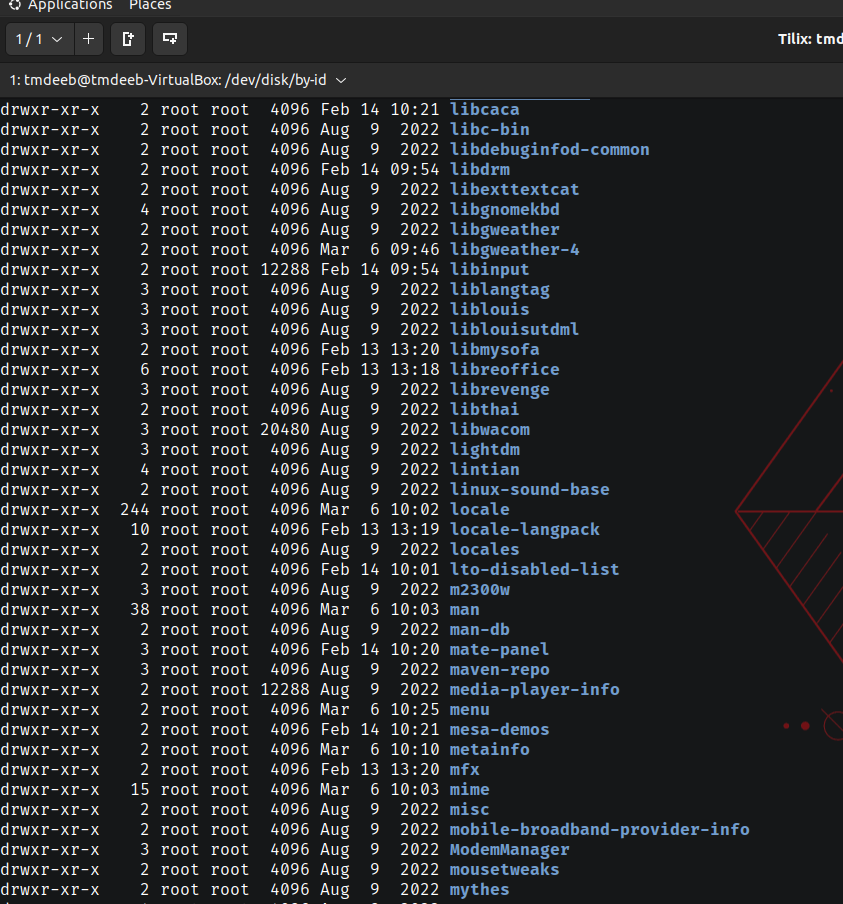 Applications Places
1 / 1
Tilix: tmd
1: tmdeeb@tmdeeb-VirtualBox: /dev/disk/by-id
drwxr-xr-x 2 root root 4096 Feb 14 10:21 libcaca
drwxr-xr-x 2 root root 4096 Aug 9 2022 libc-bin
drwxr-xr-x 2 root root 4096 Aug 9 2022 libdebuginfod-common
drwxr-xr-x 2 root root 4096 Feb 14 09:54 libdrm
drwxr-xr-x 2 root root 4096 Aug 9 2022 libexttextcat
drwxr-xr-x 4 root root 4096 Aug 9 2022 libgnomekbd
drwxr-xr-x 2 root root 4096 Aug 9 2022 libgweather
drwxr-xr-x 2 root root 4096 Mar 6 09:46 libgweather-4
drwxr-xr-x 2 root root 12288 Feb 14 09:54 libinput
drwxr-xr-x 3 root root 4096 Aug 9 2022 liblangtag
drwxr-xr-x 3 root root 4096 Aug 9 2022 liblouis
drwxr-xr-x 3 root root 4096 Aug 9 2022 liblouisutdml
drwxr-xr-x 2 root root 4096 Feb 13 13:20 libmysofa
drwxr-xr-x 6 root root 4096 Feb 13 13:18 libreoffice
drwxr-xr-x 3 root root 4096 Aug 9 2022 librevenge
drwxr-xr-x 2 root root 4096 Aug 9 2022 libthai
drwxr-xr-x 3 root root 20480 Aug 9 2022 libwacom
drwxr-xr-x 3 root root 4096 Aug 9 2022 lightdm
drwxr-xr-x 4 root root 4096 Aug 9 2022 lintian
drwxr-xr-x 2 root root 4096 Aug 9 2022 linux-sound-base
drwxr-xr-x 244 root root 4096 Mar 6 10:02 locale
drwxr-xr-x 10 root root 4096 Feb 13 13:19 locale-langpack
drwxr-xr-x 2 root root 4096 Aug 9 2022 locales
drwxr-xr-x 2 root root 4096 Feb 14 10:01 lto-disabled-list
drwxr-xr-x 3 root root 4096 Aug 9 2022 m2300w
drwxr-xr-x 38 root root 4096 Mar 6 10:03 man
drwxr-xr-x 2 root root 4096 Aug 9 2022 man-db
drwxr-xr-x 3 root root 4096 Feb 14 10:20 mate-panel
drwxr-xr-x 3 root root 4096 Aug 9 2022 maven-repo
drwxr-xr-x 2 root root 12288 Aug 9 2022 media-player-info
drwxr-xr-x 2 root root 4096 Mar 6 10:25 menu
drwxr-xr-x 2 root root 4096 Feb 14 10:21 mesa-demos
drwxr-xr-x 2 root root 4096 Mar 6 10:10 metainfo
drwxr-xr-x 2 root root 4096 Feb 13 13:20 mfx
drwxr-xr-x 15 root root 4096 Mar 6 10:03 mime
drwxr-xr-x 2 root root 4096 Aug 9 2022 misc
drwxr-xr-x 2 root root 4096 Aug 9 2022 mobile-broadband-provider-info
drwxr-xr-x 3 root root 4096 Aug 9 2022 ModemManager
drwxr-xr-x 2 root root 4096 Aug 9 2022 mousetweaks
drwxr-xr-x 2 root root 4096 Aug 9 2022 mythes